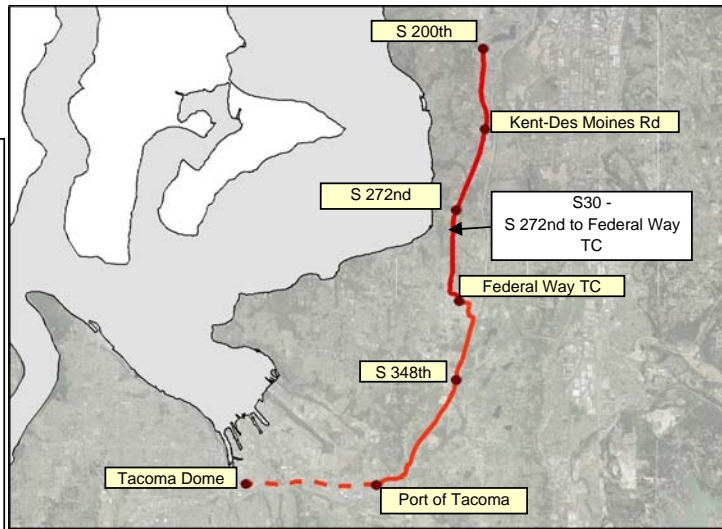 S 200th
Kent-Des Moines Rd
S 272nd
S30 -
S 272nd to Federal Way
TC
Federal Way TC
S 348th
Tacoma Dome
Port of Tacoma